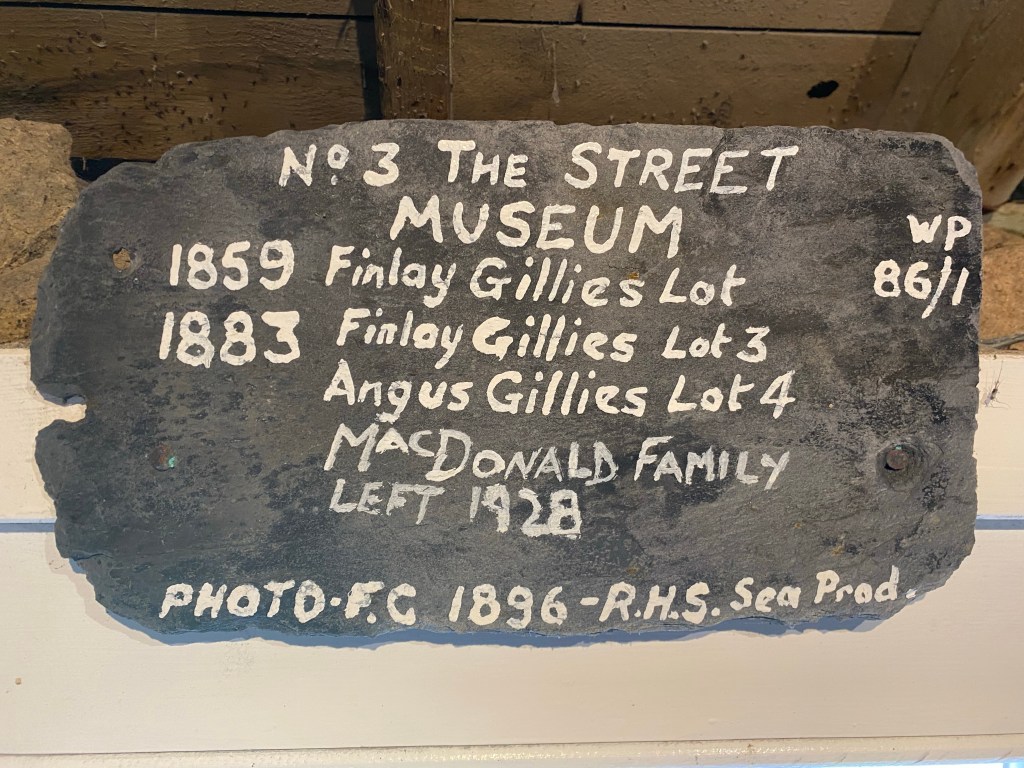 No 3 THE STREET
MUSEUM
WP
86/1
1859 Finlay Gillies Lot
1883 Finlay Gillies Lot 3
Angus Gillies Lot 4
MACDONALD FAMILY
LEFT 1928
PHOTO-F.G 1896-R.H.S. Sea Prod.